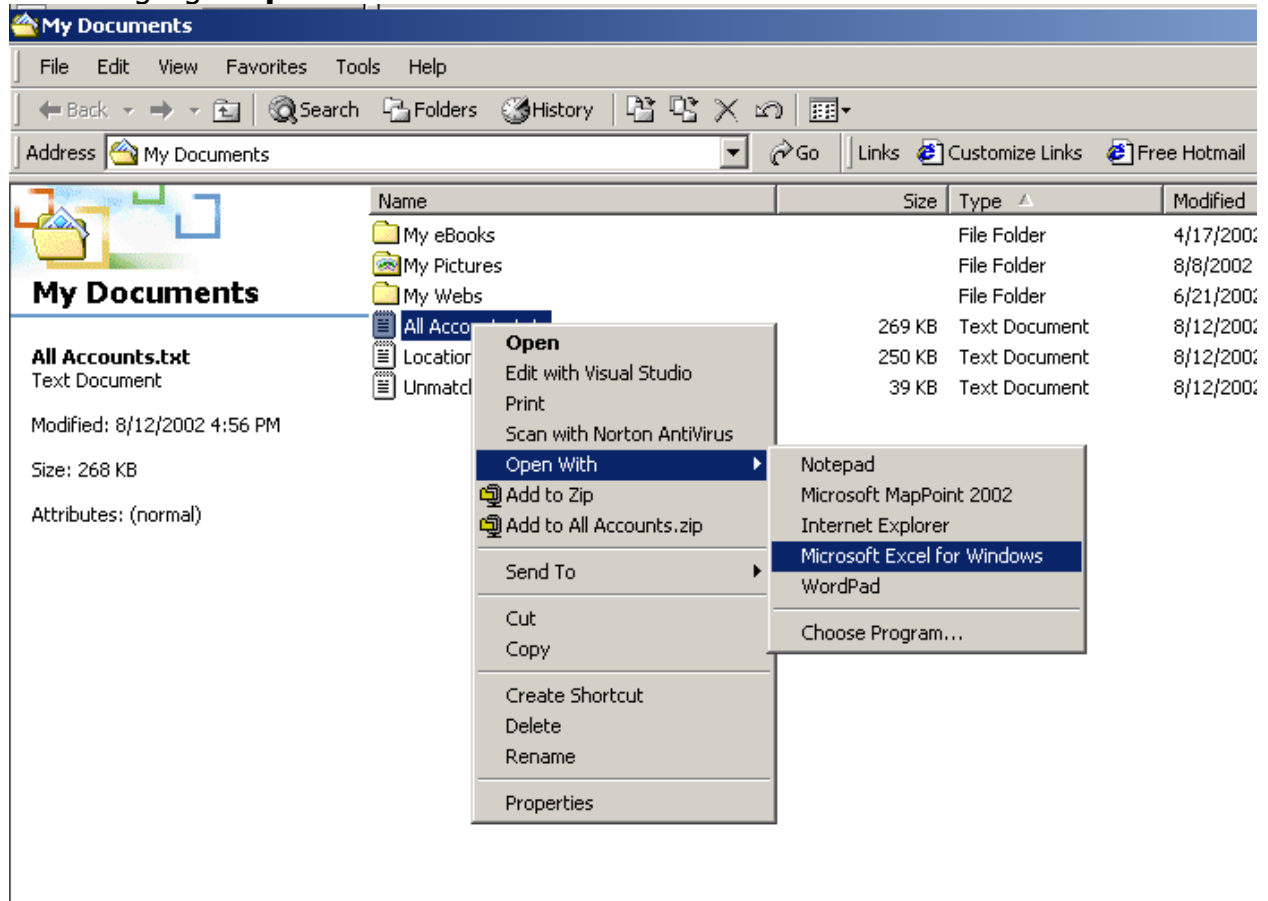 My Documents
File Edit View Favorites Tools Help
Back Search Folders History
Address My Documents Go Links Customize Links Free Hotmail
Name Size Type Modified
My eBooks File Folder 4/17/2002
My Pictures File Folder 8/8/2002
My Webs File Folder 6/21/2002
All 269 KB Text Document 8/12/2002
250 KB Text Document 8/12/2002
39 KB Text Document 8/12/2002
My Documents
All Accounts.txt
Text Document
Modified: 8/12/2002 4:56 PM
Size: 268 KB
Attributes: (normal)
Open
Edit with Visual Studio
Print
Scan with Norton AntiVirus
Open With
Add to Zip
Add to All Accounts.zip
Send To
Cut
Copy
Create Shortcut
Delete
Rename
Properties
Notepad
Microsoft MapPoint 2002
Internet Explorer
Microsoft Excel for Windows
WordPad
Choose Program...